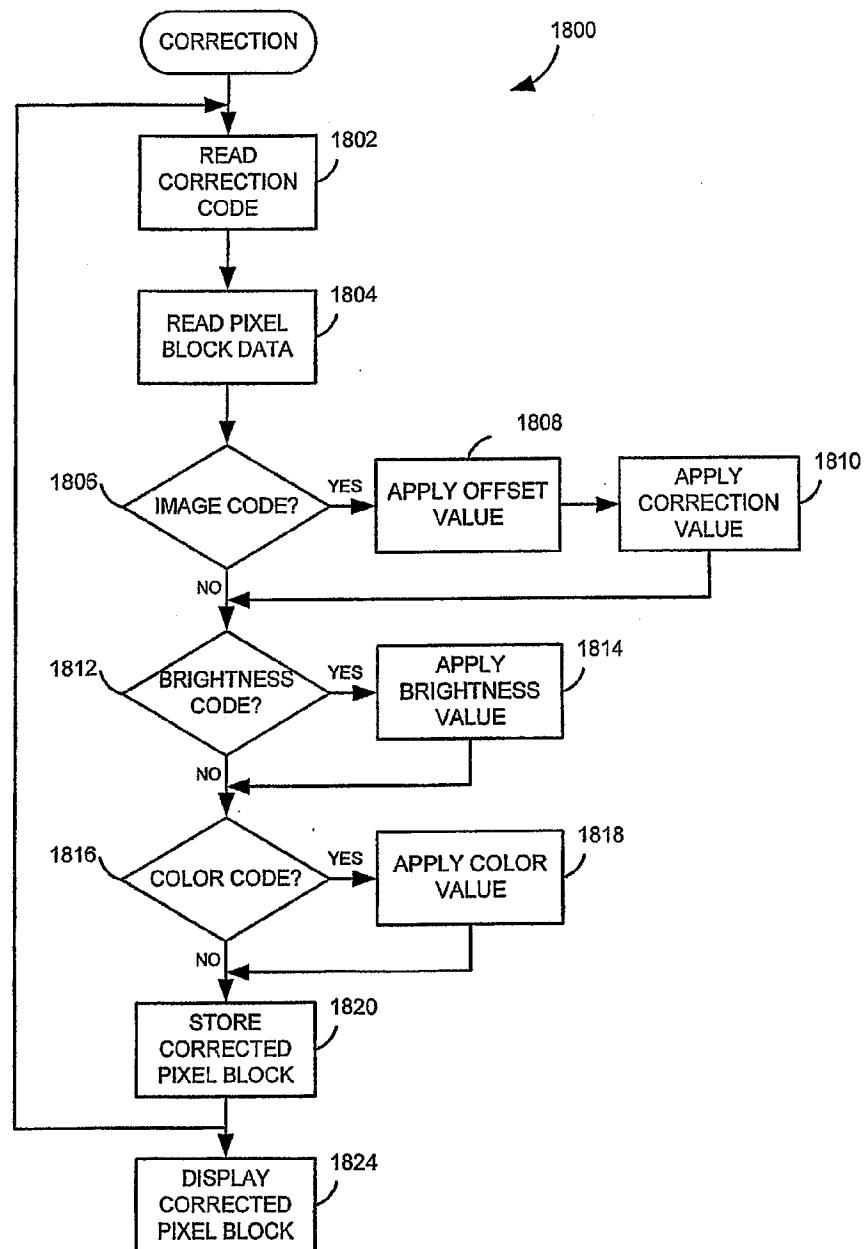 CORRECTION
1800
1802
READ
CORRECTION
CODE
1804
READ PIXEL
BLOCK DATA
1806
IMAGE CODE?
YES
1808
APPLY OFFSET
VALUE
1810
APPLY
CORRECTION
VALUE
NO
1812
BRIGHTNESS
CODE?
YES
1814
APPLY
BRIGHTNESS
VALUE
NO
1816
COLOR CODE?
YES
1818
APPLY COLOR
VALUE
NO
1820
STORE
CORRECTED
PIXEL BLOCK
1824
DISPLAY
CORRECTED
PIXEL BLOCK